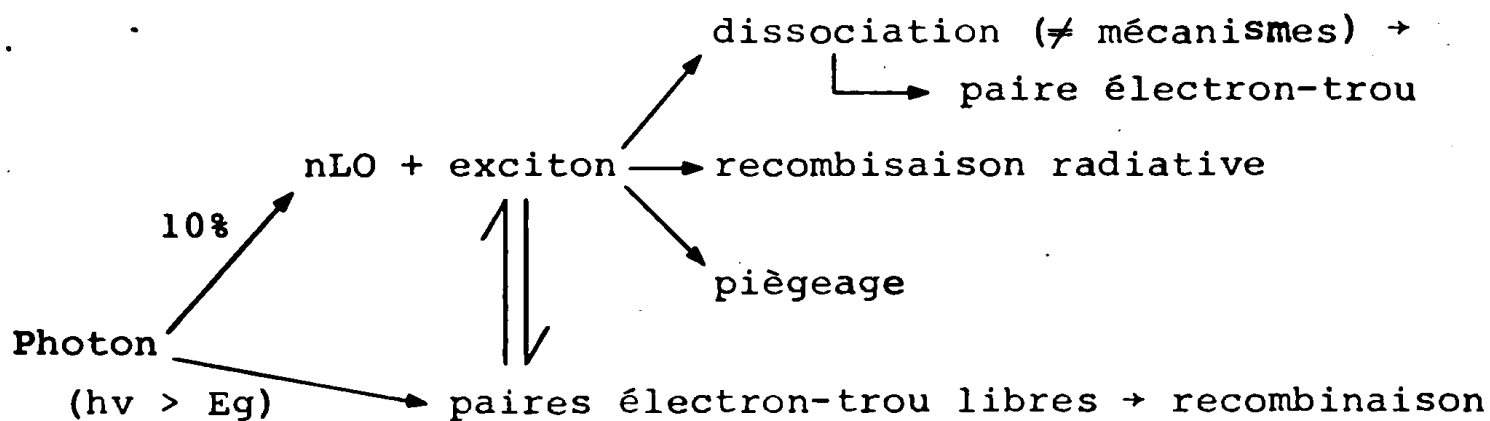 dissociation (≠ mécanismes) →
paire électron-trou
nLO + exciton → recombisaison radiative
10%
piègeage
Photon
(hv > Eg) paires électron-trou libres → recombinaison